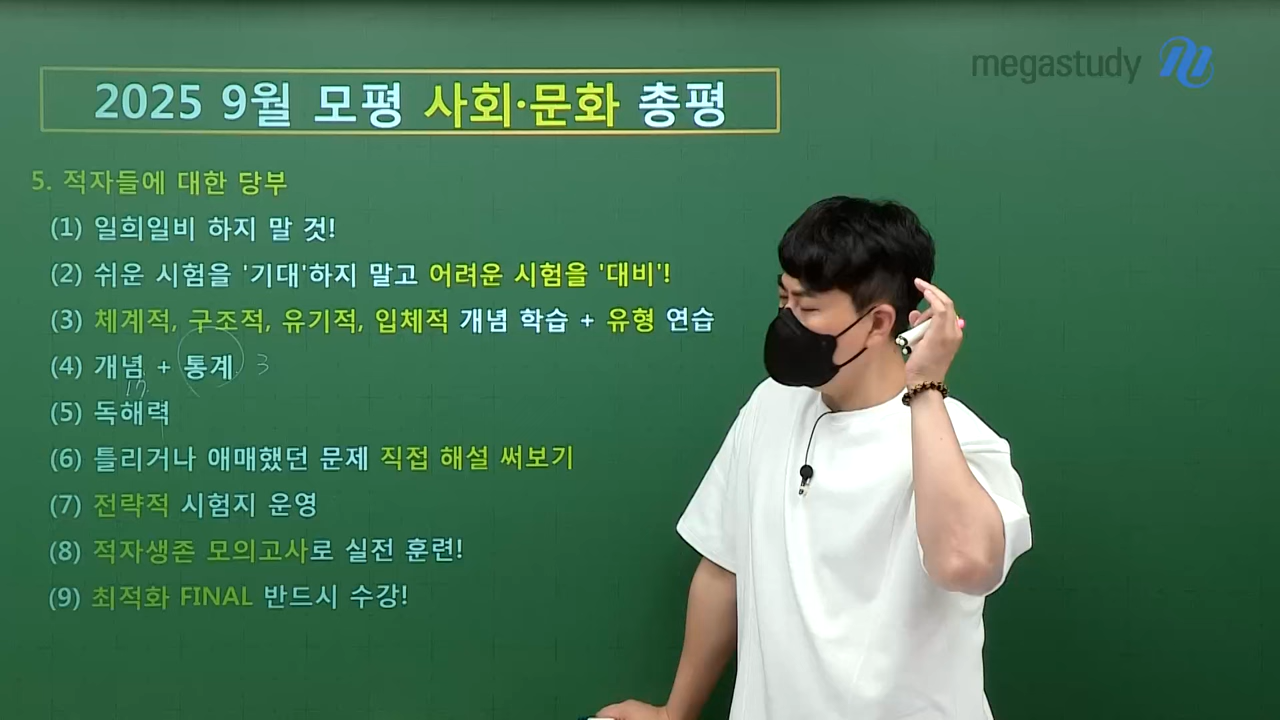 megastudy
2025 9월 모평 사회·문화 총평
5. 적자들에 대한 당부
(1) 일희일비 하지 말 것!
(2) 쉬운 시험을 '기대'하지 말고 어려운 시험을 '대비'!
(3) 체계적, 구조적, 유기적, 입체적 개념 학습 + 유형 연습
(4) 개념 + 통계 3
17
(5) 독해력
(6) 틀리거나 애매했던 문제 직접 해설 써보기
(7) 전략적 시험지 운영
(8) 적자생존 모의고사로 실전 훈련!
(9) 최적화 FINAL 반드시 수강!